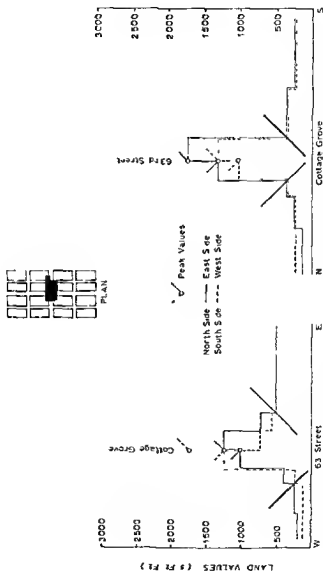 PLAN
Peak Values
North Side — East Side
South Side --- West Side
LAND VALUES ($ Ft Ft)
3000
2500
2000
1500
1000
500
Cottage Grove
W
63 Street
E
3000
2500
2000
1500
1000
500
63rd Street
N
Cottage Grove
S